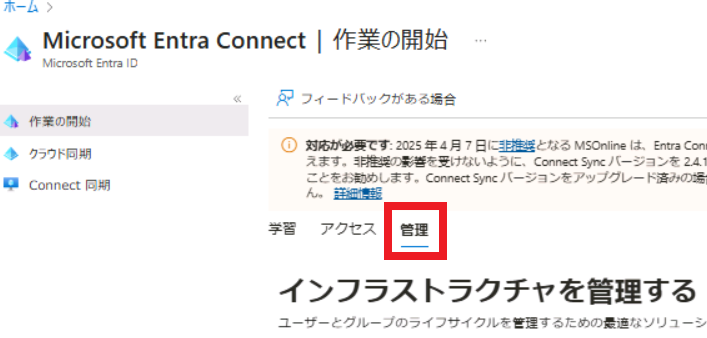 ホーム >
Microsoft Entra Connect | 作業の開始 ...
Microsoft Entra ID
«
フィードバックがある場合
作業の開始
クラウド同期
Connect 同期
対応が必要です: 2025 年 4 月 7 日に非推奨となる MSOnline は、Entra Conn
えます。非推奨の影響を受けないように、Connect Sync バージョンを 2.4.1
ことをお勧めします。Connect Sync バージョンをアップグレード済みの場合
ん。 詳細情報
学習 アクセス 管理
インフラストラクチャを管理する
ユーザーとグループのライフサイクルを管理するための最適なソリューシ